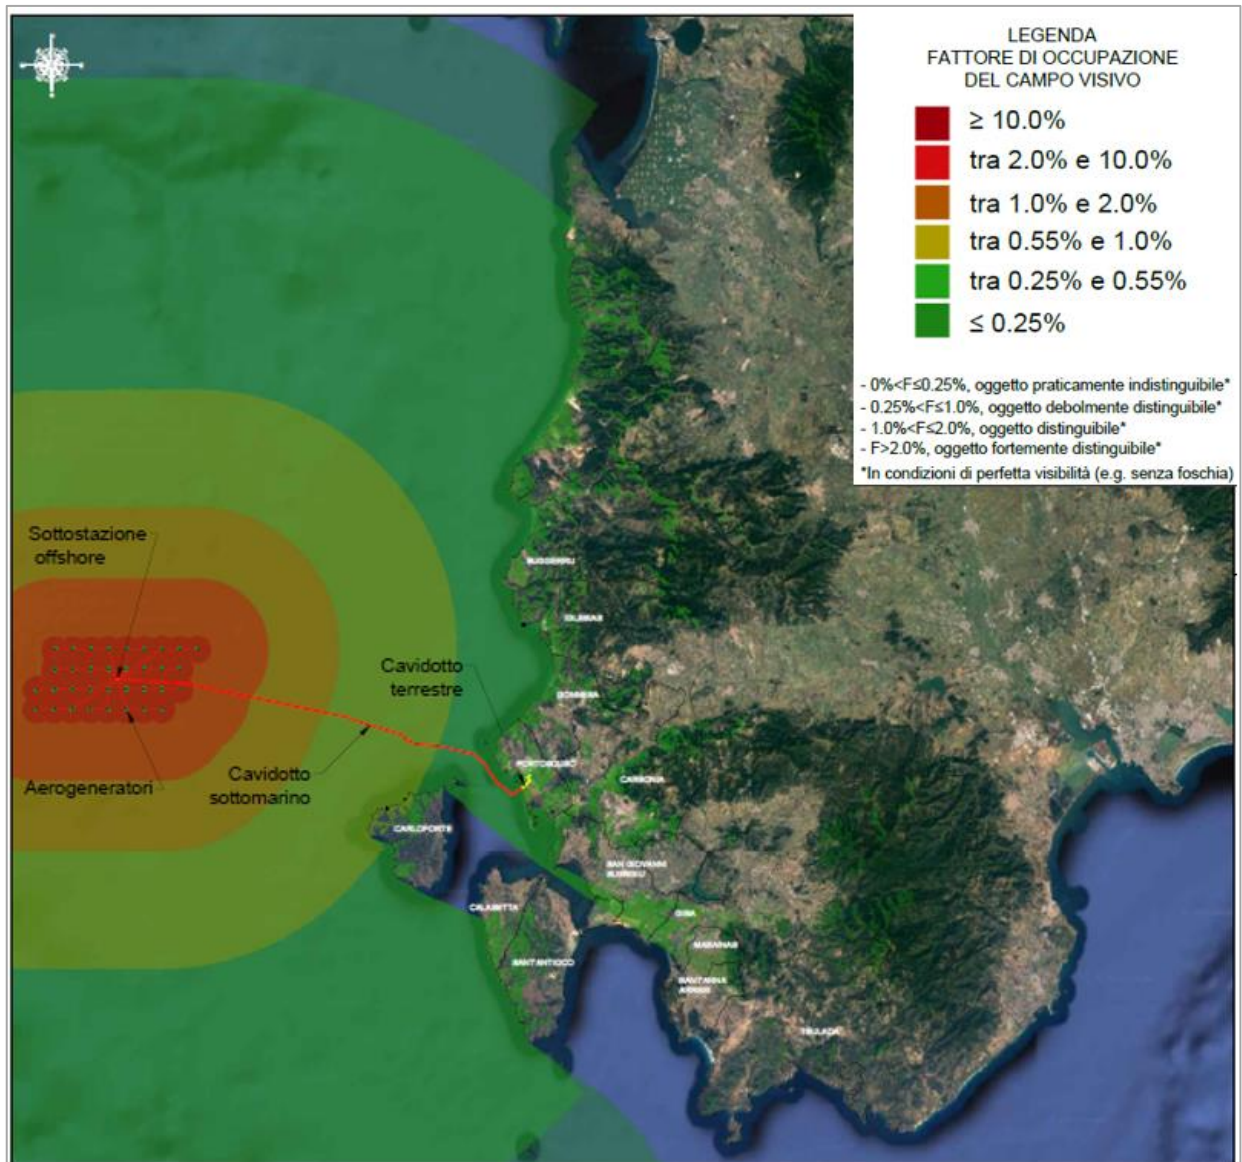 LEGENDA
FATTORE DI OCCUPAZIONE
DEL CAMPO VISIVO
≥ 10.0%
tra 2.0% e 10.0%
tra 1.0% e 2.0%
tra 0.55% e 1.0%
tra 0.25% e 0.55%
≤ 0.25%
- 0%<F≤0.25%, oggetto praticamente indistinguibile*
- 0.25%<F≤1.0%, oggetto debolmente distinguibile*
- 1.0%<F≤2.0%, oggetto distinguibile*
- F>2.0%, oggetto fortemente distinguibile*
*In condizioni di perfetta visibilità (e.g. senza foschia)
Sottostazione
offshore
BUGGERRU
IGLESIAS
Cavidotto
terrestre
GONNESA
PORTOSCUSO
CARBONIA
Cavidotto
sottomarino
Aerogeneratori
CARLOFORTE
SAN GIOVANNI
SUERGIU
CALASETTA
GIBA
MASAINAS
SANT'ANTIOCO
SANT'ANNA
ARRESI
TEULADA